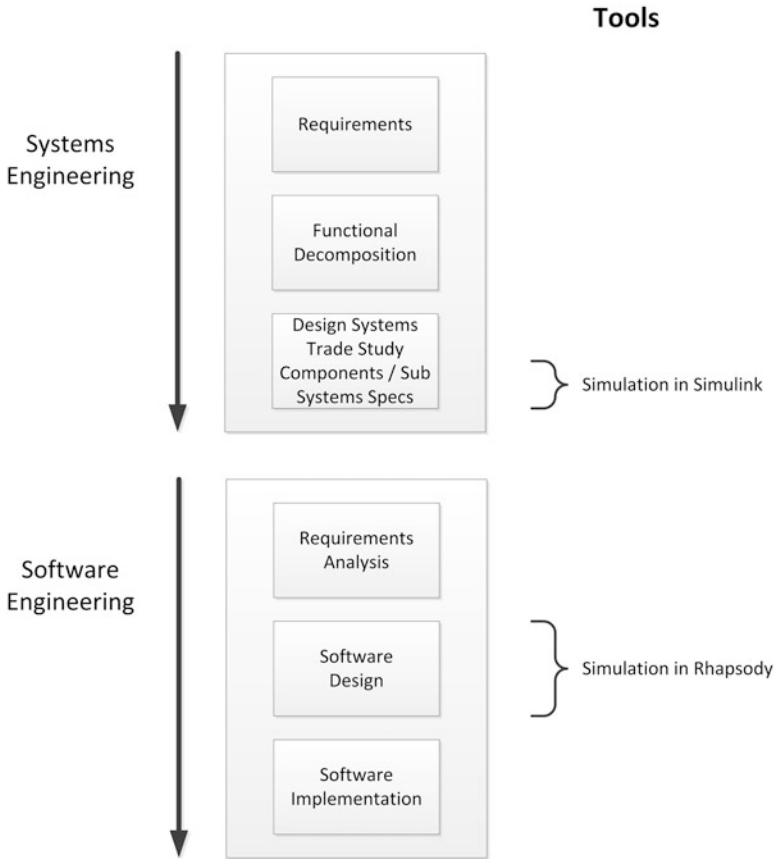 Tools
Systems
Engineering
Requirements
Functional
Decomposition
Design Systems
Trade Study
Components / Sub
Systems Specs
Simulation in Simulink
Software
Engineering
Requirements
Analysis
Software
Design
Simulation in Rhapsody
Software
Implementation